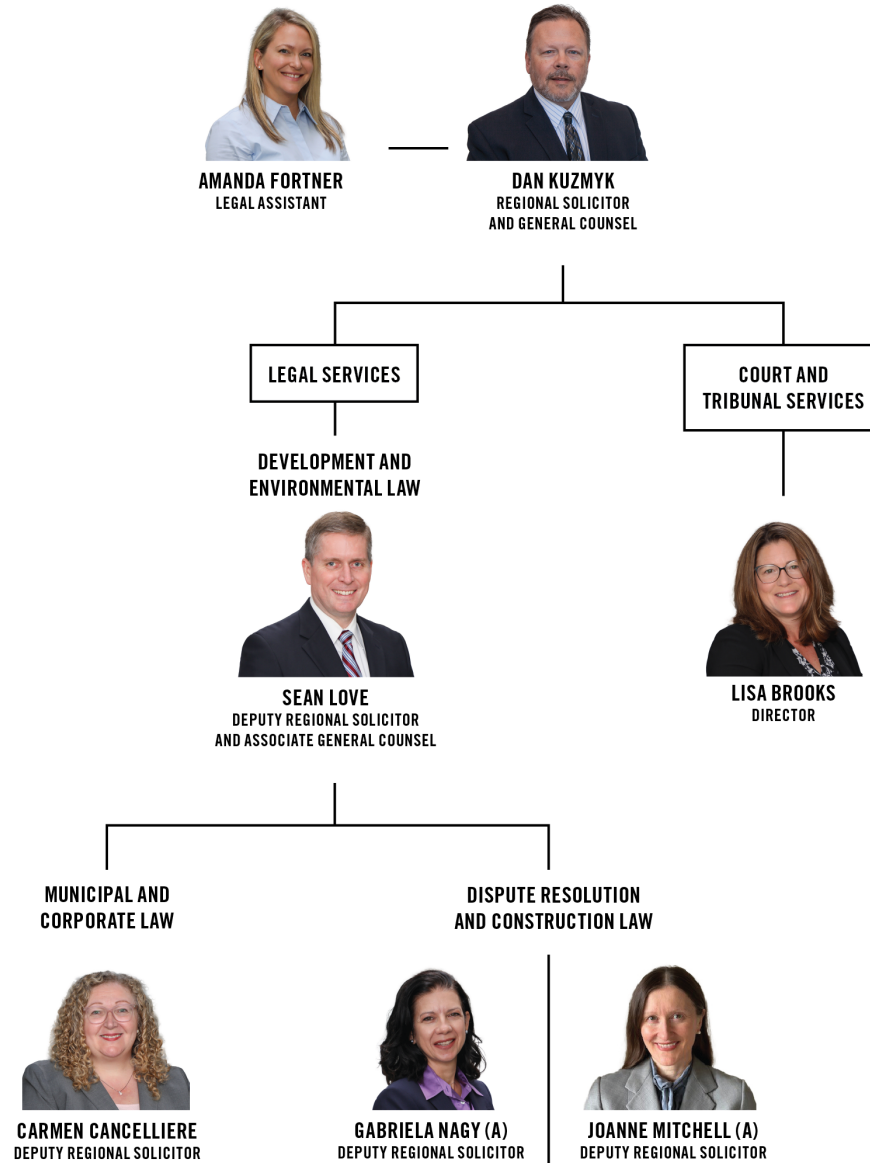 AMANDA FORTNER
LEGAL ASSISTANT
DAN KUZMYK
REGIONAL SOLICITOR
AND GENERAL COUNSEL
LEGAL SERVICES
COURT AND
TRIBUNAL SERVICES
DEVELOPMENT AND
ENVIRONMENTAL LAW
SEAN LOVE
DEPUTY REGIONAL SOLICITOR
AND ASSOCIATE GENERAL COUNSEL
LISA BROOKS
DIRECTOR
MUNICIPAL AND
CORPORATE LAW
DISPUTE RESOLUTION
AND CONSTRUCTION LAW
CARMEN CANCELLIERE
DEPUTY REGIONAL SOLICITOR
GABRIELA NAGY (A)
DEPUTY REGIONAL SOLICITOR
JOANNE MITCHELL (A)
DEPUTY REGIONAL SOLICITOR